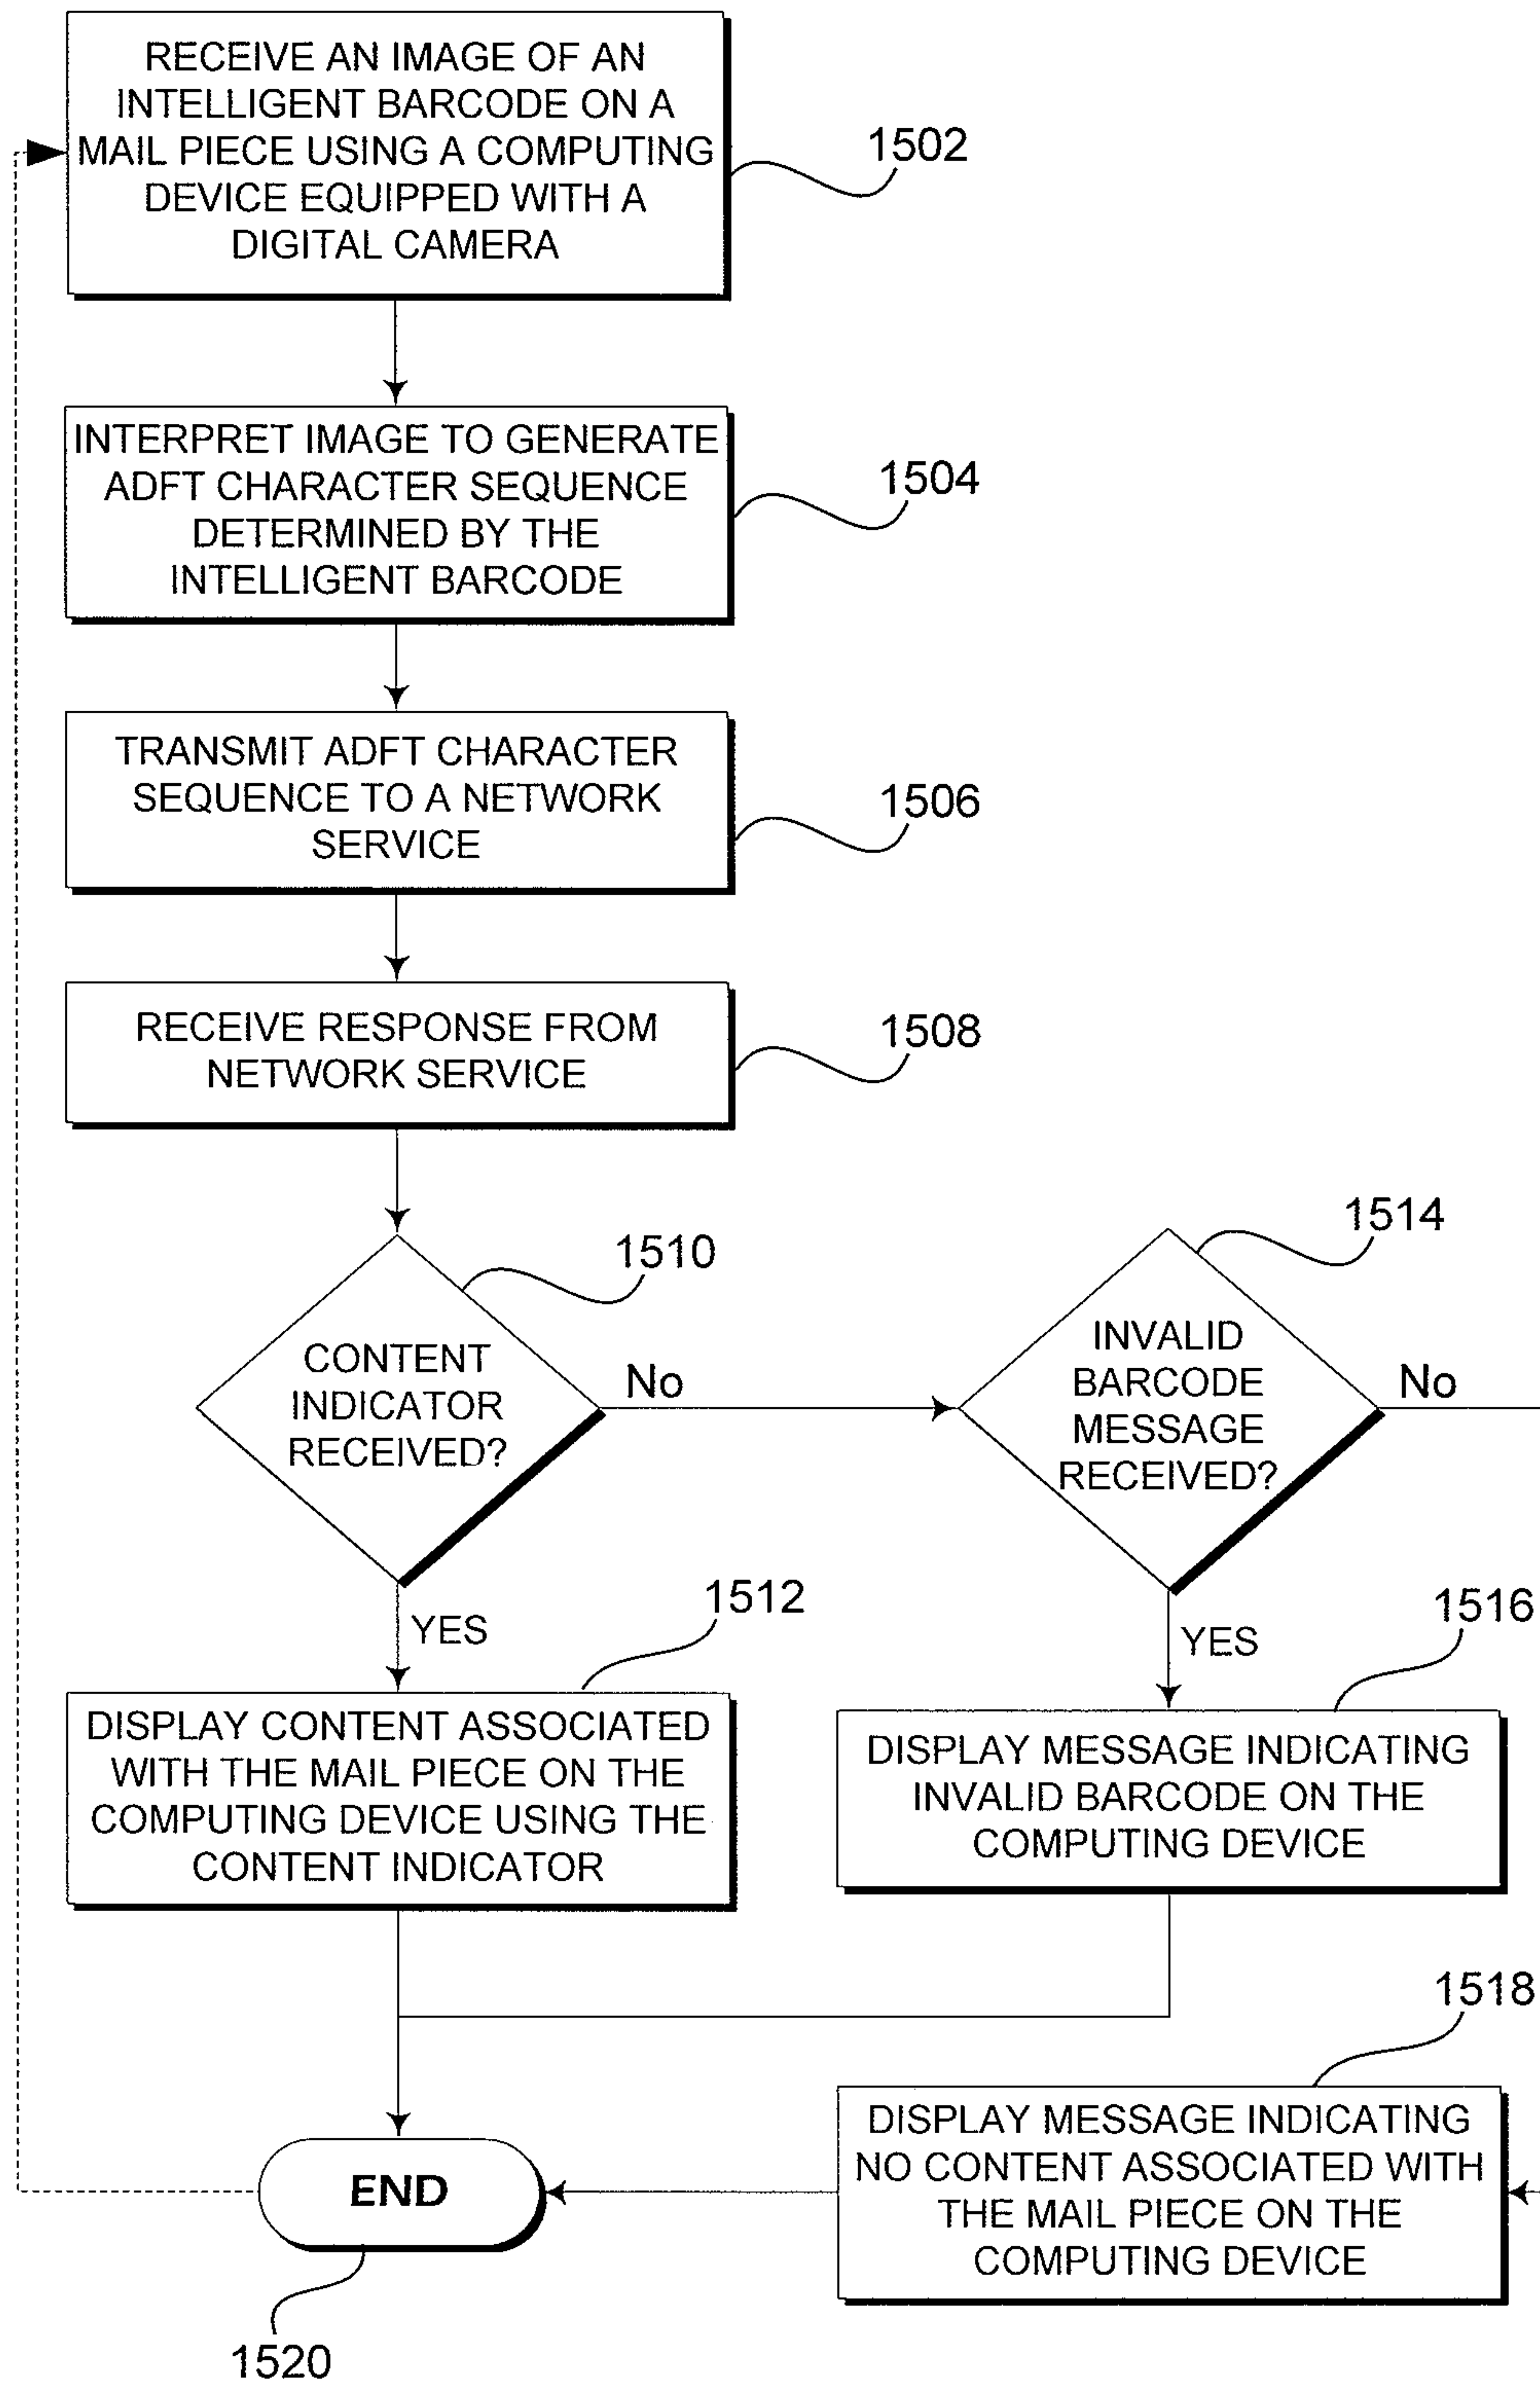 RECEIVE AN IMAGE OF AN
INTELLIGENT BARCODE ON A
MAIL PIECE USING A COMPUTING
DEVICE EQUIPPED WITH A
DIGITAL CAMERA
1502
INTERPRET IMAGE TO GENERATE
ADFT CHARACTER SEQUENCE
DETERMINED BY THE
INTELLIGENT BARCODE
1504
TRANSMIT ADFT CHARACTER
SEQUENCE TO A NETWORK
SERVICE
1506
RECEIVE RESPONSE FROM
NETWORK SERVICE
1508
1510
CONTENT
INDICATOR
RECEIVED?
No
YES
1514
INVALID
BARCODE
MESSAGE
RECEIVED?
No
YES
1512
DISPLAY CONTENT ASSOCIATED
WITH THE MAIL PIECE ON THE
COMPUTING DEVICE USING THE
CONTENT INDICATOR
1516
DISPLAY MESSAGE INDICATING
INVALID BARCODE ON THE
COMPUTING DEVICE
1518
DISPLAY MESSAGE INDICATING
NO CONTENT ASSOCIATED WITH
THE MAIL PIECE ON THE
COMPUTING DEVICE
END
1520